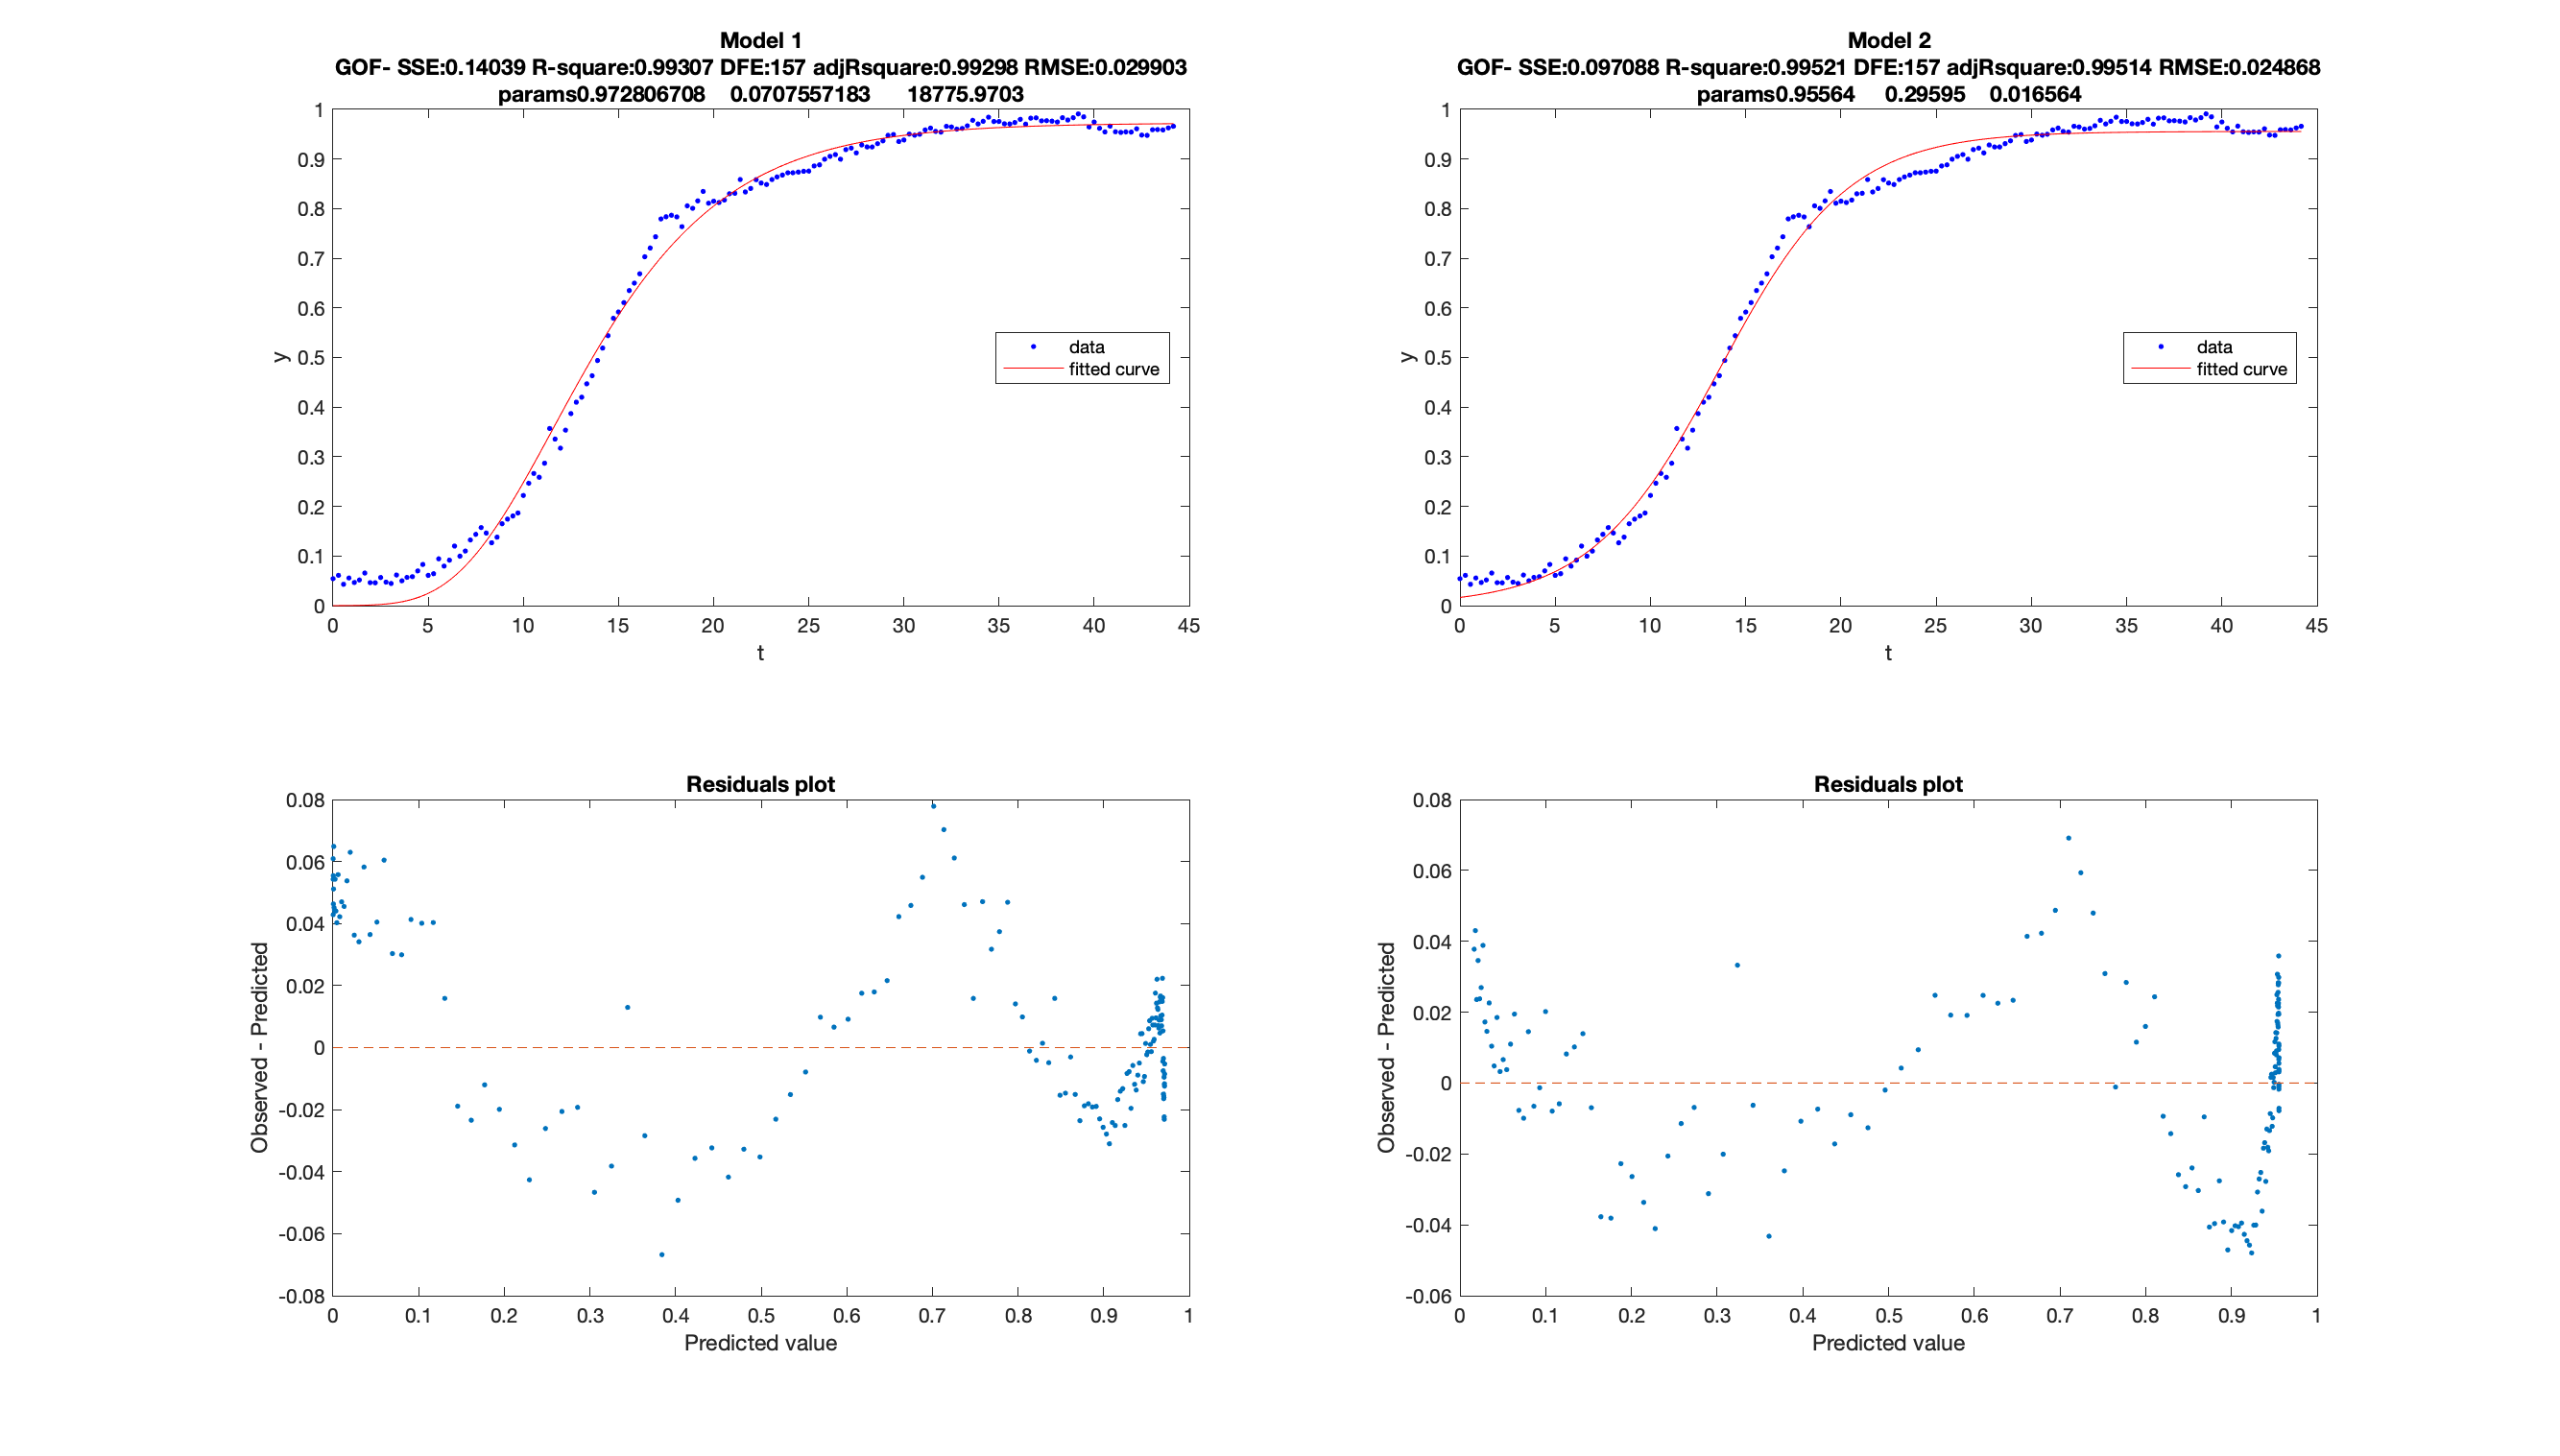 Model 1
GOF- SSE:0.14039 R-square:0.99307 DFE:157 adjRsquare:0.99298 RMSE:0.029903
params0.972806708 0.0707557183 18775.9703
1
0.9
0.8
0.7
0.6
0.5
0.4
0.3
0.2
0.1
0
y
data
fitted curve
0 5 10 15 20 25 30 35 40 45
t
Model 2
GOF- SSE:0.097088 R-square:0.99521 DFE:157 adjRsquare:0.99514 RMSE:0.024868
params0.95564 0.29595 0.016564
1
0.9
0.8
0.7
0.6
0.5
0.4
0.3
0.2
0.1
0
y
data
fitted curve
0 5 10 15 20 25 30 35 40 45
t
Residuals plot
0.08
0.06
0.04
0.02
0
-0.02
-0.04
-0.06
-0.08
Observed - Predicted
0 0.1 0.2 0.3 0.4 0.5 0.6 0.7 0.8 0.9 1
Predicted value
Residuals plot
0.08
0.06
0.04
0.02
0
-0.02
-0.04
-0.06
Observed - Predicted
0 0.1 0.2 0.3 0.4 0.5 0.6 0.7 0.8 0.9 1
Predicted value